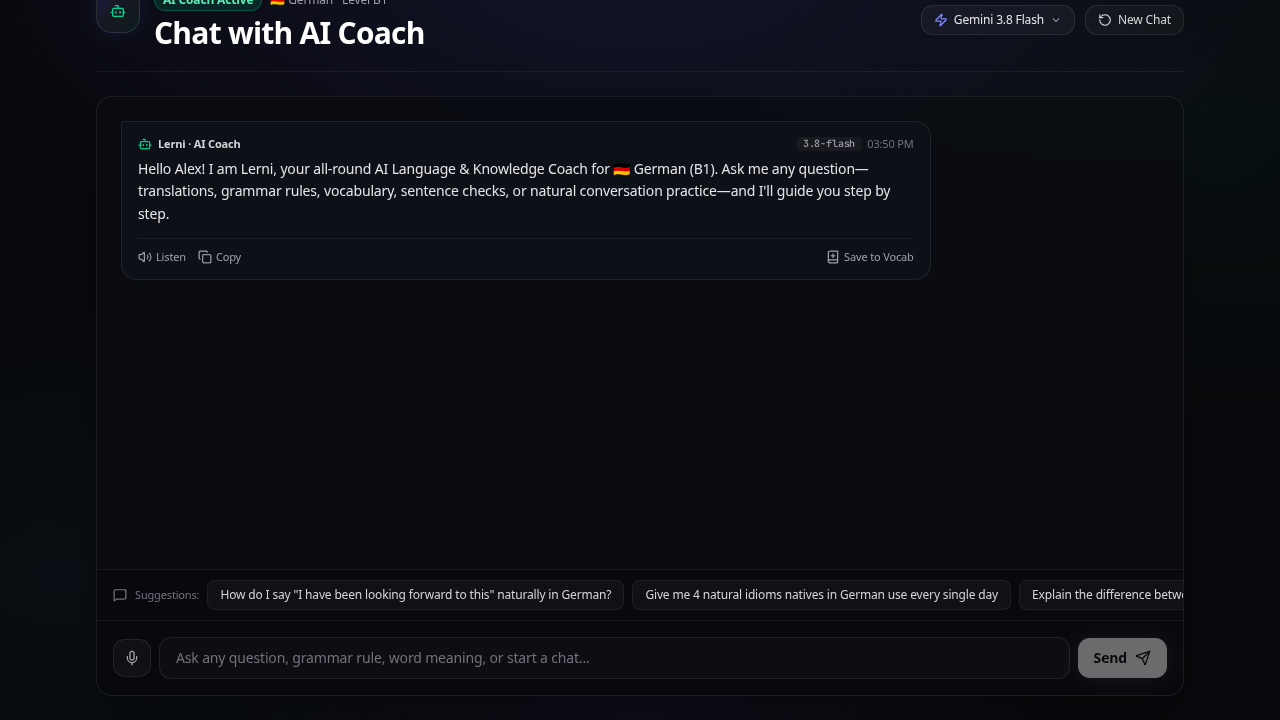 AI Coach Active German · Level B1
Chat with AI Coach
Gemini 3.8 Flash
New Chat
Lerni · AI Coach
3.8-flash 03:50 PM
Hello Alex! I am Lerni, your all-round AI Language & Knowledge Coach for 🇩🇪 German (B1). Ask me any question—
translations, grammar rules, vocabulary, sentence checks, or natural conversation practice—and I'll guide you step by
step.
Listen Copy Save to Vocab
Suggestions: How do I say "I have been looking forward to this" naturally in German? Give me 4 natural idioms natives in German use every single day Explain the difference
Ask any question, grammar rule, word meaning, or start a chat...
Send